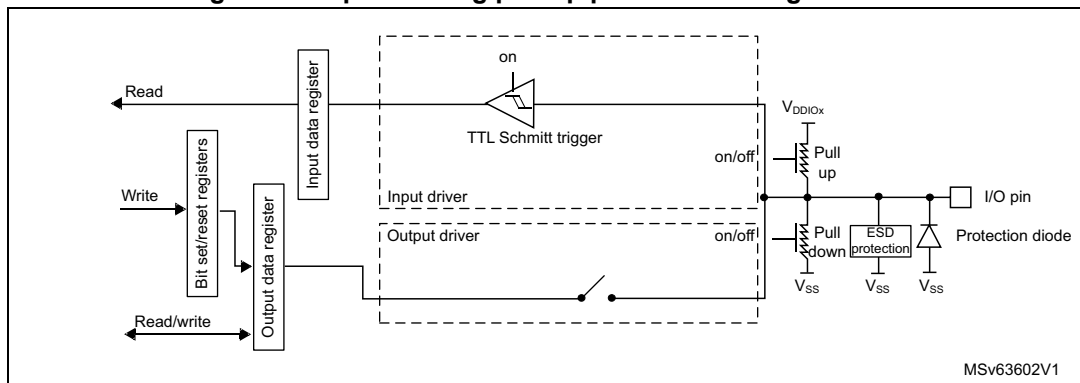 on
Read
Input data register
TTL Schmitt trigger
VDDIOx
on/off
Pull
up
Write
Bit set/reset registers
Input driver
I/O pin
Output data register
Output driver
on/off
Pull
down
ESD
protection
Protection diode
VSS
VSS
VSS
Read/write
MSv63602V1